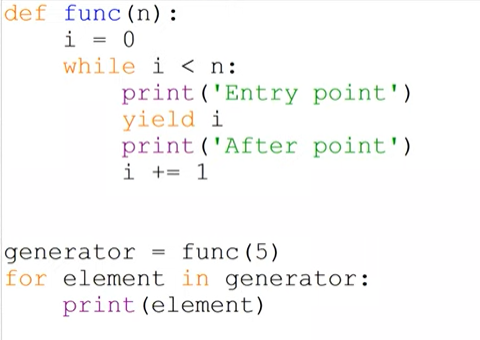 def func(n):
    i = 0
    while i < n:
        print('Entry point')
        yield i
        print('After point')
        i += 1
generator = func(5)
for element in generator:
    print(element)